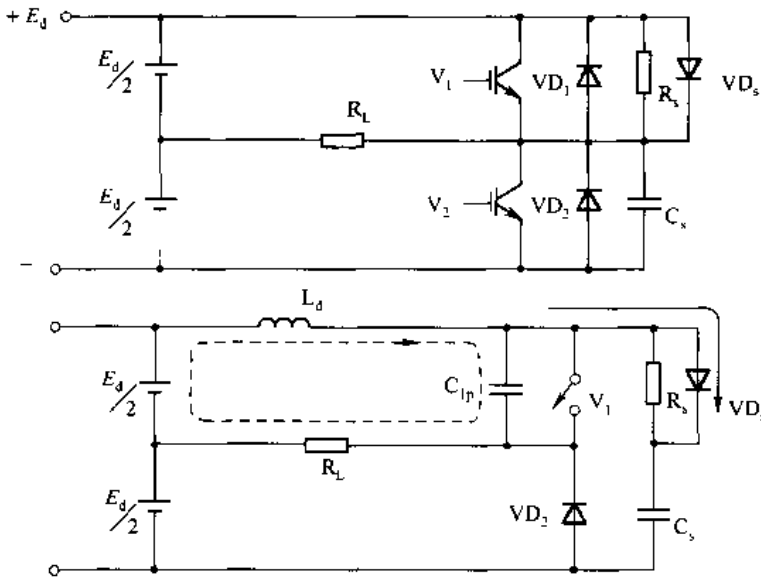 + E_d
E_d/2
V_1
VD_1
R_s
VD_s
R_L
E_d/2
V_2
VD_2
C_s
−
L_d
E_d/2
C_1p
V_1
R_s
VD_s
R_L
E_d/2
VD_2
C_s